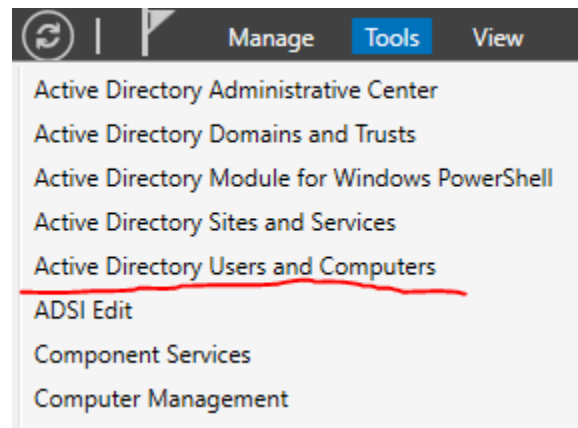 Manage Tools View
Active Directory Administrative Center
Active Directory Domains and Trusts
Active Directory Module for Windows PowerShell
Active Directory Sites and Services
Active Directory Users and Computers
ADSI Edit
Component Services
Computer Management